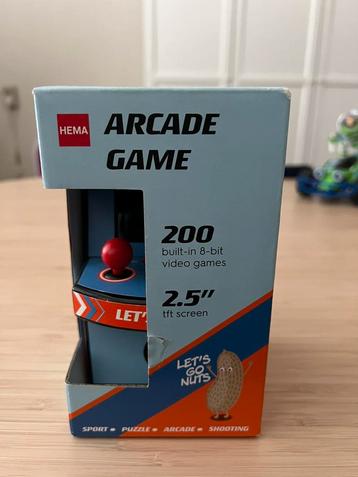 HEMA
ARCADE
GAME
200
built-in 8-bit
video games
2.5"
tft screen
LET'
LET'S
GO
NUTS
SPORT • PUZZLE • ARCADE • SHOOTING